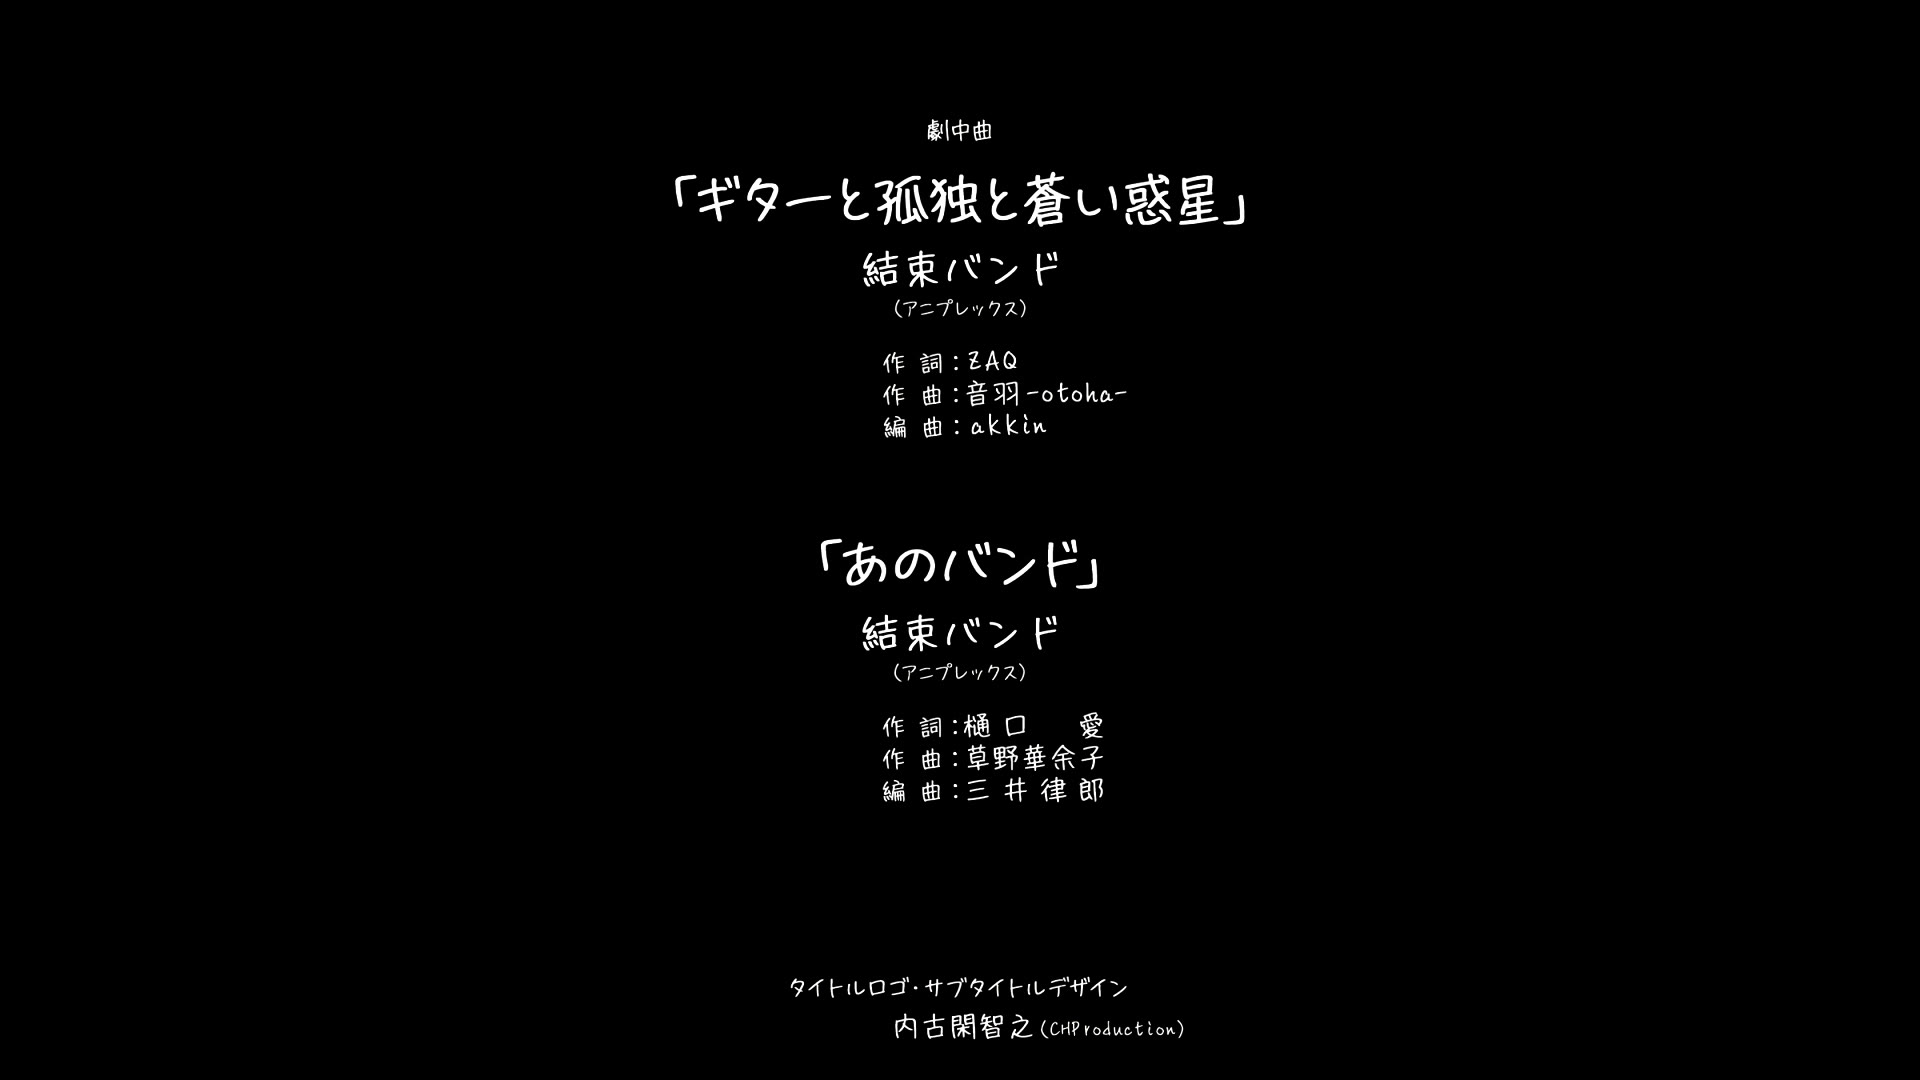 劇中曲
「ギターと孤独と蒼い惑星」
結束バンド
(アニプレックス)
作 詞:ZAQ
作 曲:音羽-otoha-
編 曲:akkin
「あのバンド」
結束バンド
(アニプレックス)
作 詞:樋口 愛
作 曲:草野華余子
編 曲:三井律郎
タイトルロゴ・サブタイトルデザイン
内古閑智之(CHProduction)